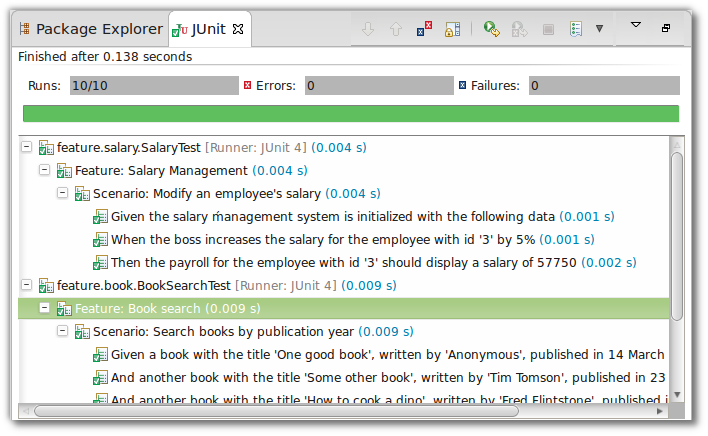 Package Explorer JUnit
Finished after 0.138 seconds
Runs: 10/10 Errors: 0 Failures: 0
feature.salary.SalaryTest [Runner: JUnit 4] (0.004 s)
Feature: Salary Management (0.004 s)
Scenario: Modify an employee's salary (0.004 s)
Given the salary management system is initialized with the following data (0.001 s)
When the boss increases the salary for the employee with id '3' by 5% (0.001 s)
Then the payroll for the employee with id '3' should display a salary of 57750 (0.002 s)
feature.book.BookSearchTest [Runner: JUnit 4] (0.009 s)
Feature: Book search (0.009 s)
Scenario: Search books by publication year (0.009 s)
Given a book with the title 'One good book', written by 'Anonymous', published in 14 March
And another book with the title 'Some other book', written by 'Tim Tomson', published in 23
And another book with the title 'How to cook a dino', written by 'Fred Flintstone', published i